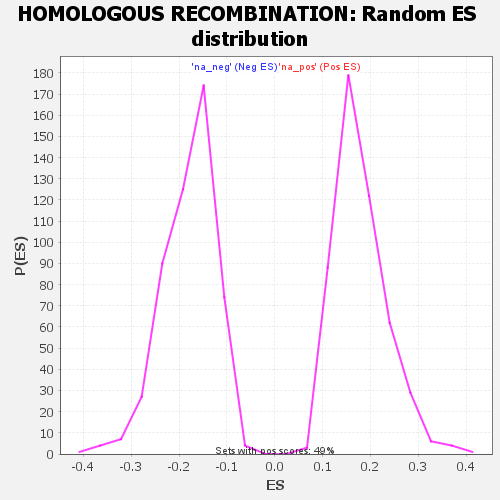 HOMOLOGOUS RECOMBINATION: Random ES
distribution
'na_neg' (Neg ES) 'na_pos' (Pos ES)
180
170
160
150
140
130
120
110
100
90
80
70
60
50
40
30
20
10
0
P(ES)
Sets with pos scores: 49%
-0.4 -0.3 -0.2 -0.1 0.0 0.1 0.2 0.3 0.4
ES